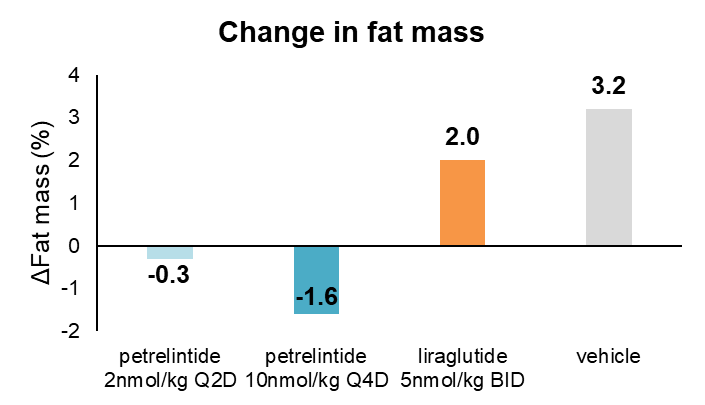 Change in fat mass
ΔFat mass (%)
4
3
2
1
0
-1
-2
-0.3
-1.6
2.0
3.2
petrelintide
2nmol/kg Q2D
petrelintide
10nmol/kg Q4D
liraglutide
5nmol/kg BID
vehicle